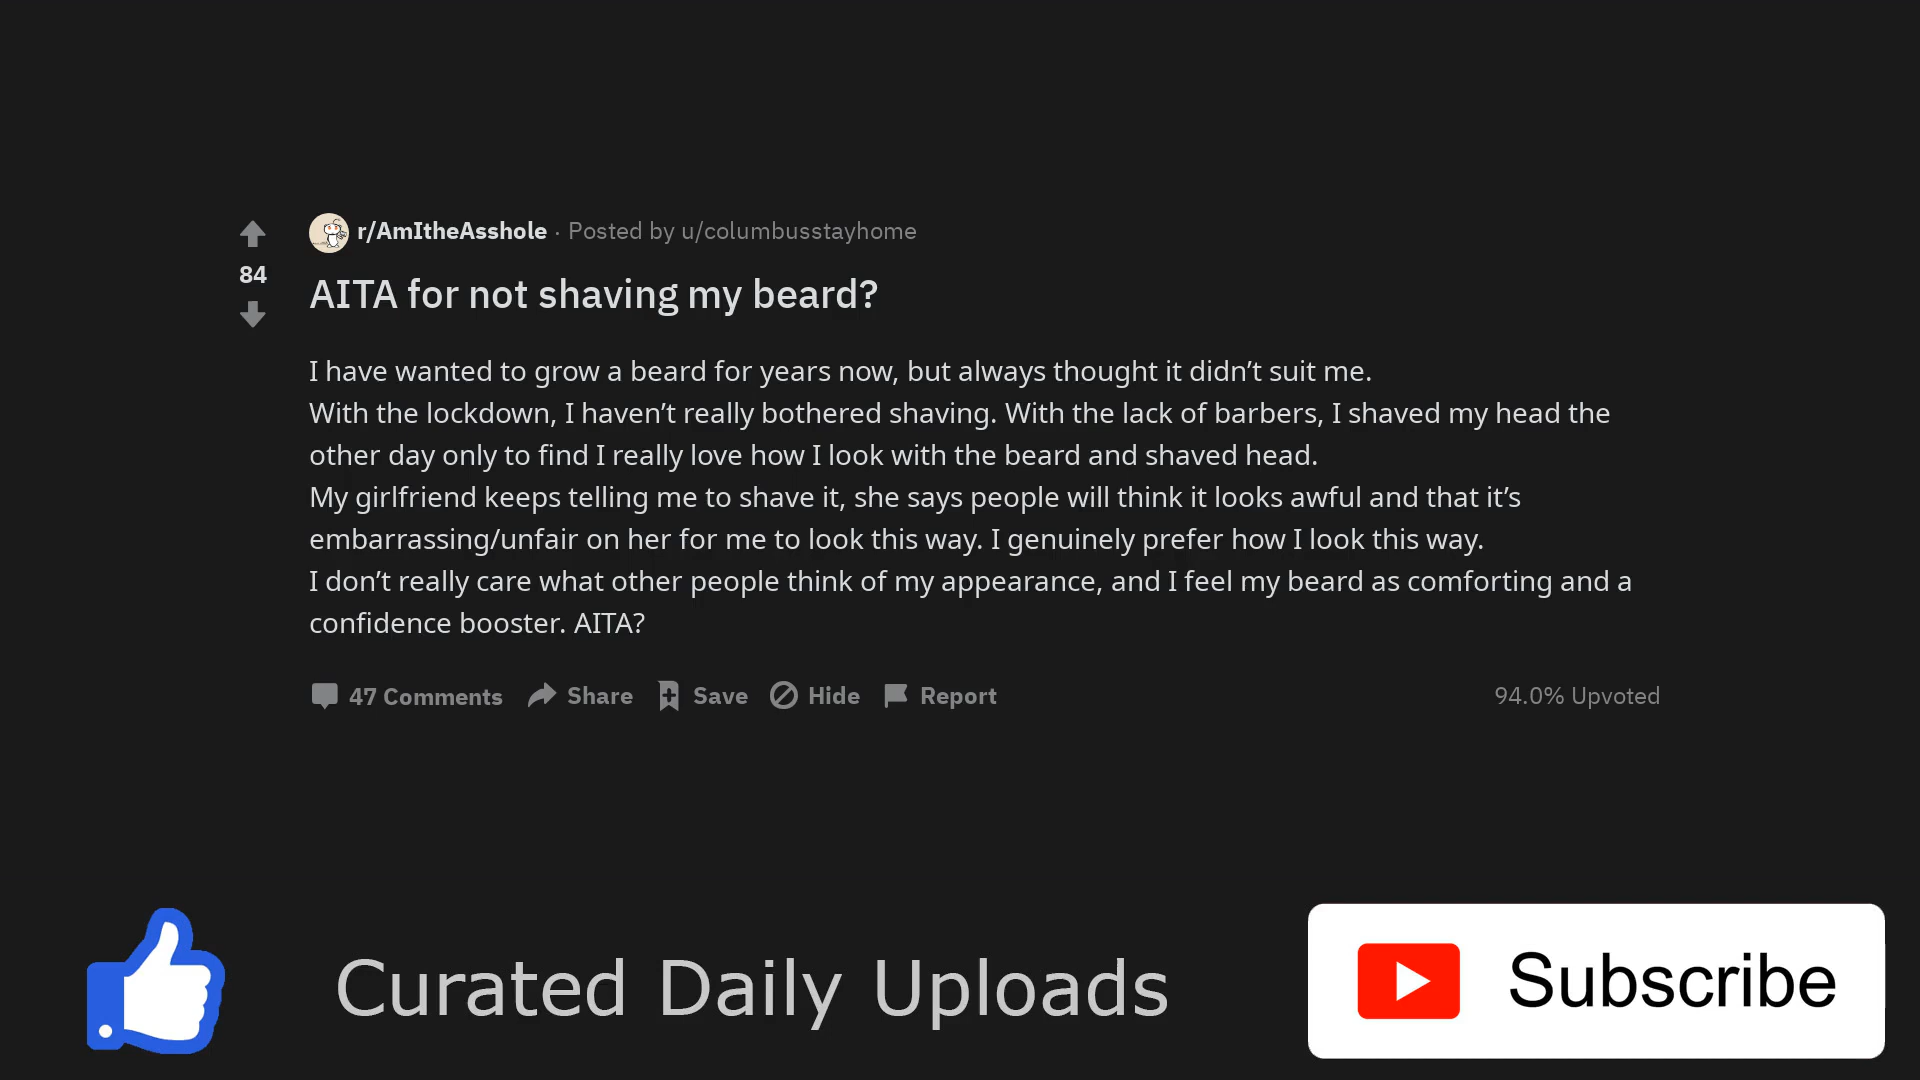 r/AmItheAsshole · Posted by u/columbusstayhome
84
AITA for not shaving my beard?
I have wanted to grow a beard for years now, but always thought it didn’t suit me.
With the lockdown, I haven’t really bothered shaving. With the lack of barbers, I shaved my head the
other day only to find I really love how I look with the beard and shaved head.
My girlfriend keeps telling me to shave it, she says people will think it looks awful and that it’s
embarrassing/unfair on her for me to look this way. I genuinely prefer how I look this way.
I don’t really care what other people think of my appearance, and I feel my beard as comforting and a
confidence booster. AITA?
47 Comments Share Save Hide Report 94.0% Upvoted
Curated Daily Uploads
Subscribe